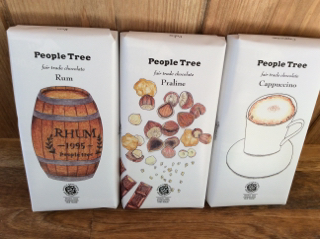 People Tree
fair trade chocolate
Rum
RHUM
1995
People tree
People Tree
fair trade chocolate
Praline
People Tree
fair trade chocolate
Cappuccino